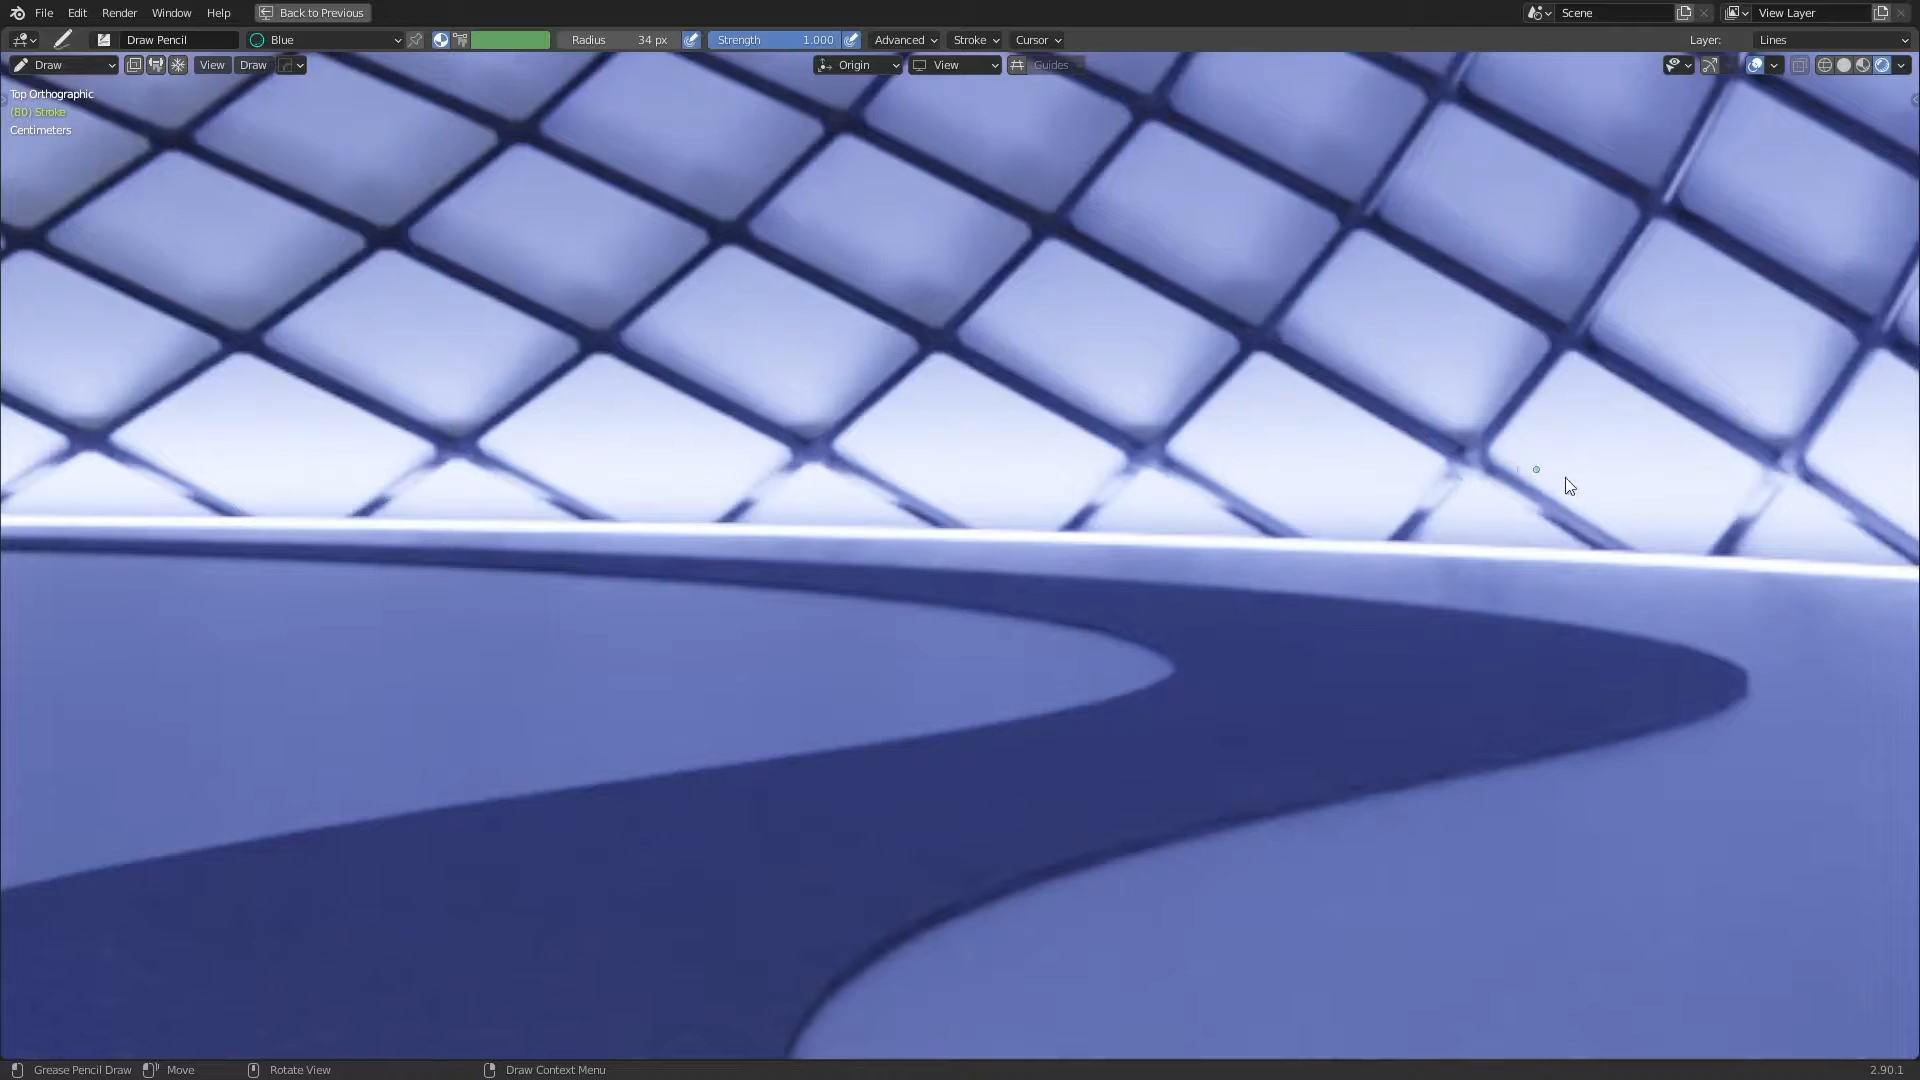 File Edit Render Window Help Back to Previous Scene View Layer
Draw Pencil Blue Radius 34 px Strength 1.000 Advanced Stroke Cursor Layer: Lines
Draw View Draw Origin View Guides
Top Orthographic
(80) Stroke
Centimeters
Grease Pencil Draw Move Rotate View Draw Context Menu 2.90.1